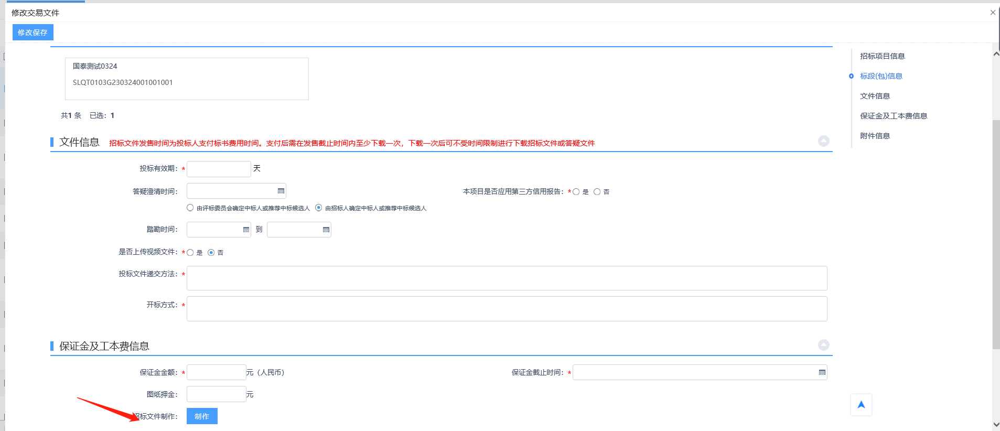 修改交易文件
修改保存
国泰测试0324
SLQT0103G230324001001001
共1 条 已选：1
招标项目信息
标段(包)信息
文件信息
保证金及工本费信息
附件信息
文件信息 招标文件发售时间为投标人支付标书费用时间。支付后需在发售截止时间内至少下载一次，下载一次后可不受时间限制进行下载招标文件或答疑文件
投标有效期：* 天
答疑澄清时间： 本项目是否应用第三方信用报告：* 是 否
由评标委员会确定中标人或推荐中标候选人 由招标人确定中标人或推荐中标候选人
踏勘时间： 到
是否上传视频文件：* 是 否
投标文件递交方法：*
开标方式：*
保证金及工本费信息
保证金金额：* 元（人民币） 保证金截止时间：*
图纸押金： 元
招标文件制作： 制作